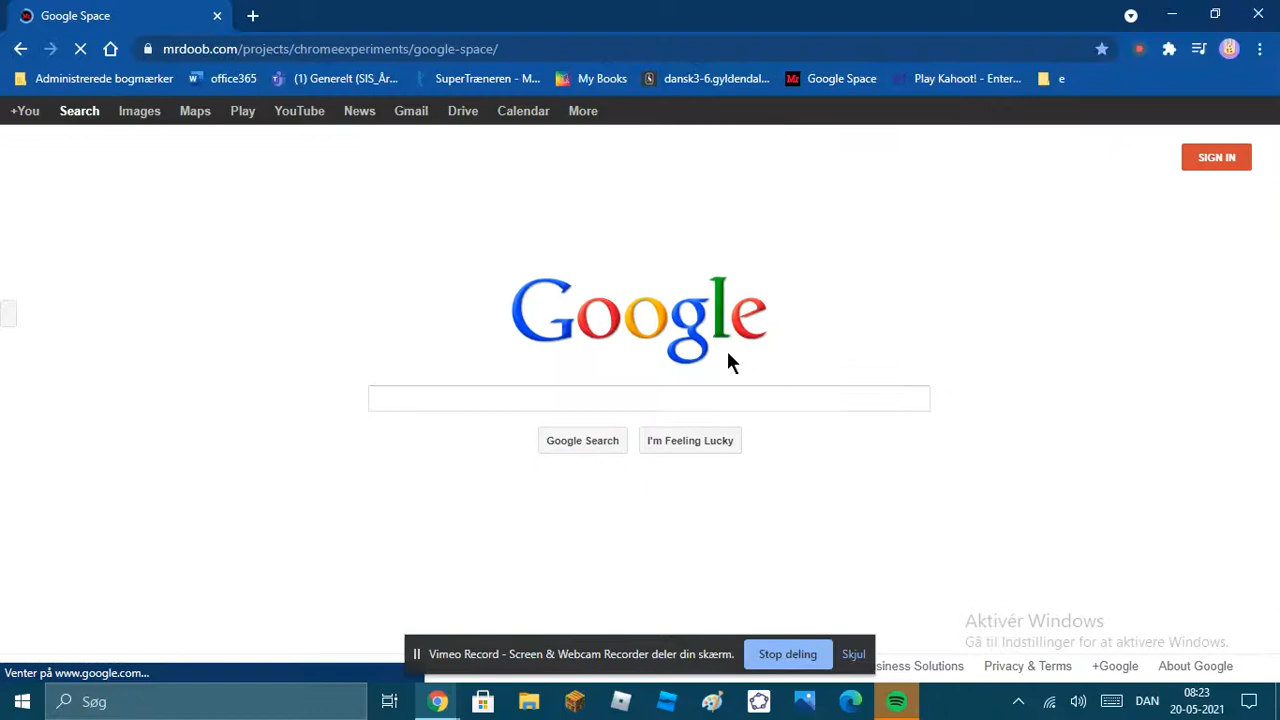 Google Space
mrdoob.com/projects/chromeexperiments/google-space/
Administrerede bogmærker office365 (1) Generelt (SIS_År... SuperTræneren - M... My Books dansk3-6.gyldendal... Mr Google Space Play Kahoot! - Enter... e
+You Search Images Maps Play YouTube News Gmail Drive Calendar More
SIGN IN
Google
Google Search I'm Feeling Lucky
Aktivér Windows
Gå til Indstillinger for at aktivere Windows.
Vimeo Record - Screen & Webcam Recorder deler din skærm. Stop deling Skjul
siness Solutions Privacy & Terms +Google About Google
Venter på www.google.com...
Søg DAN 08:23
20-05-2021